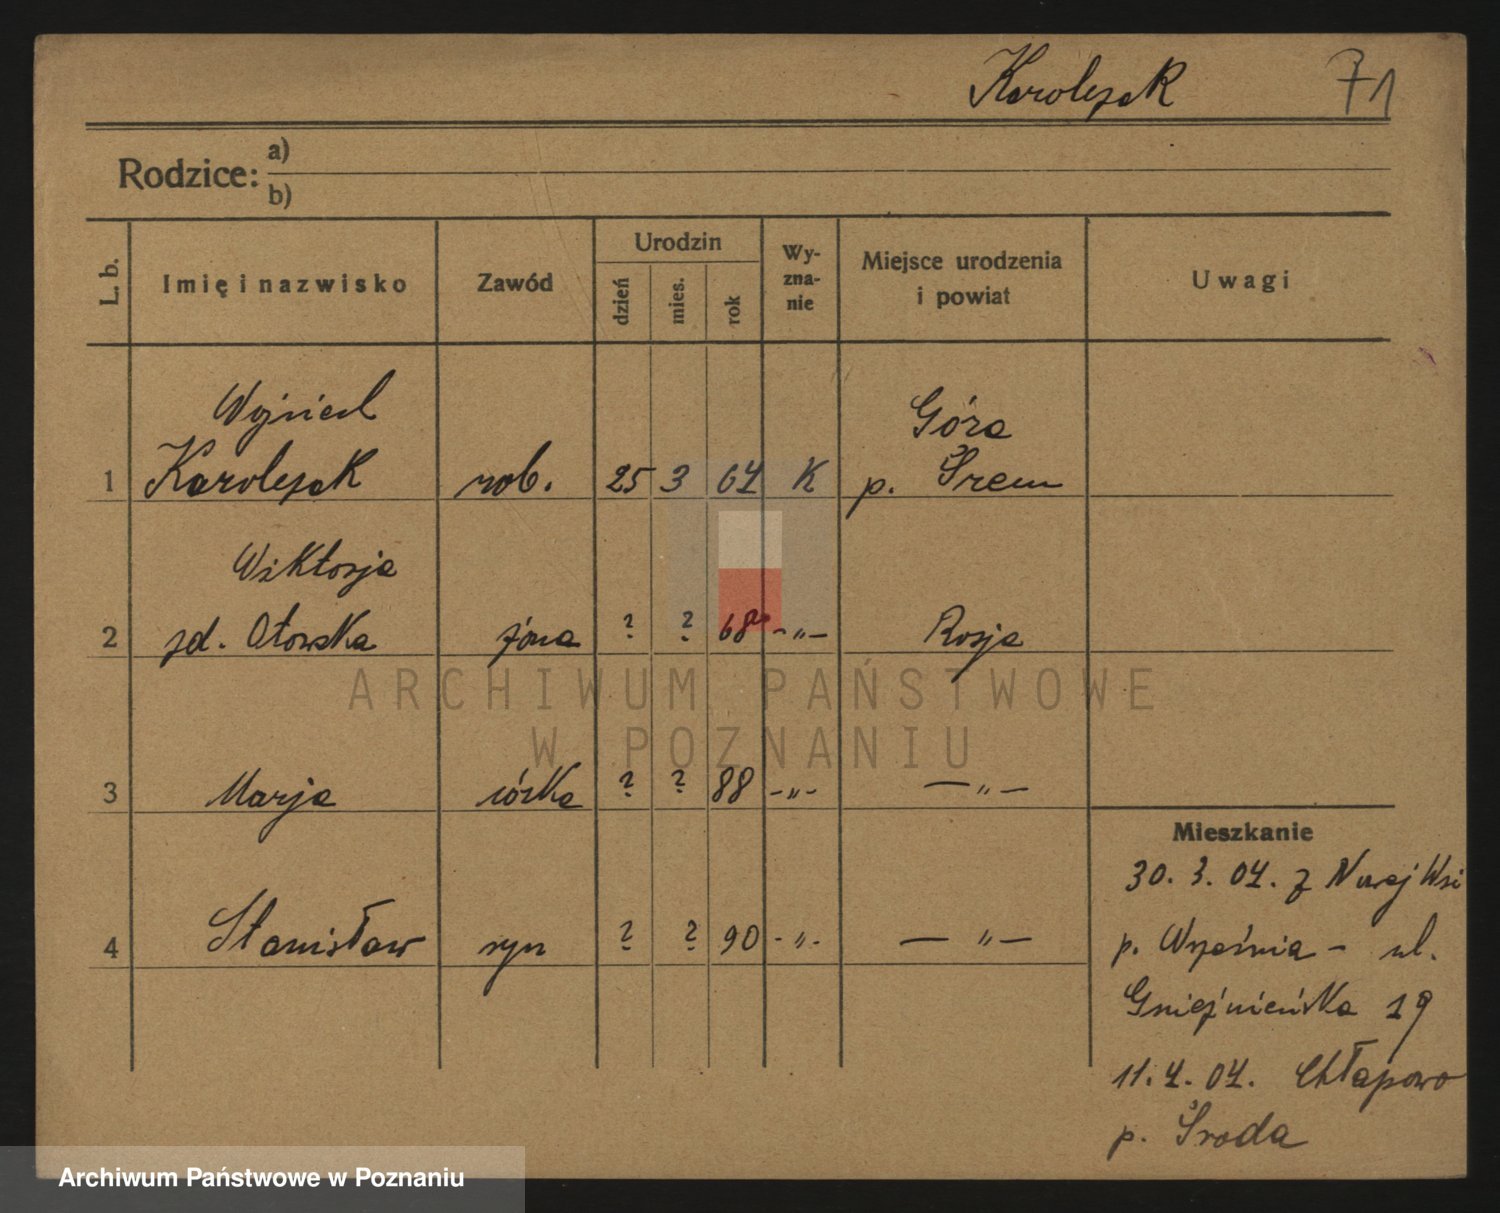 Karolczak 71
Rodzice: a)
b)
L. b. Imię i nazwisko Zawód Urodzin dzień mies. rok Wy-zna-nie Miejsce urodzenia i powiat Uwagi
Wojciech Góra
1 Karolczak rob. 25 3 64 K p. Śrem
Wiktorja
2 zd. Otowska żona ? ? 68 -„- Rosja
ARCHIWUM PAŃSTWOWE
W POZNANIU
3 Marja córka ? ? 88 -„- -„-
4 Stanisław syn ? ? 90 -„- -„-
Mieszkanie
30. 3. 04. z Nowej Wsi
p. Września – ul.
Gnieźnieńska 19
11. 4. 04. Chłapowo
p. Środa
Archiwum Państwowe w Poznaniu